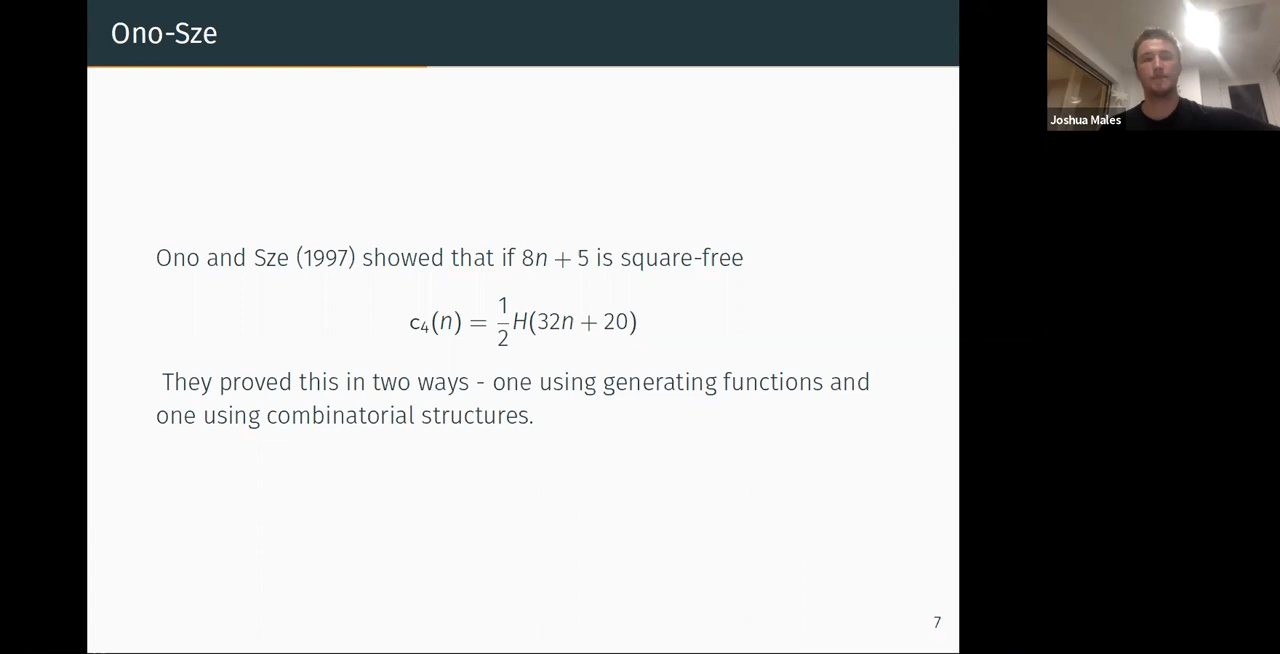 Ono-Sze
Joshua Males
Ono and Sze (1997) showed that if 8n + 5 is square-free
c₄(n) = 1/2 H(32n + 20)
They proved this in two ways - one using generating functions and
one using combinatorial structures.
7